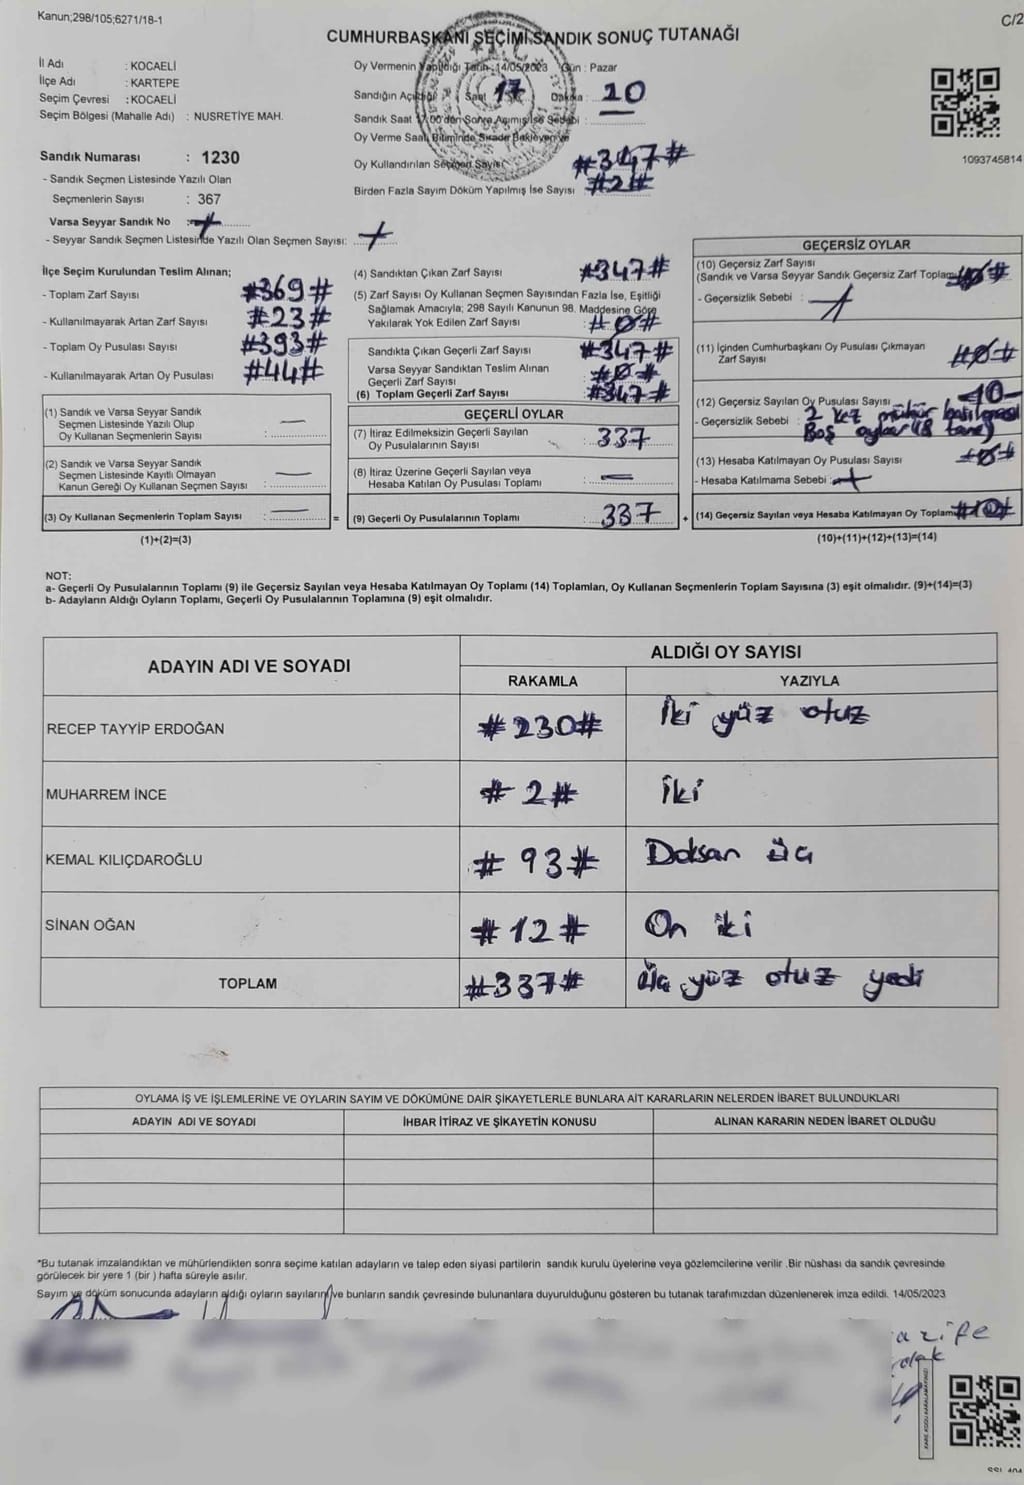 Kanun;298/105;6271/18-1
C/2
CUMHURBAŞKANI SEÇİMİ SANDIK SONUÇ TUTANAĞI
İl Adı : KOCAELİ
İlçe Adı : KARTEPE
Seçim Çevresi : KOCAELİ
Seçim Bölgesi (Mahalle Adı) : NUSRETİYE MAH.
Sandık Numarası : 1230
- Sandık Seçmen Listesinde Yazılı Olan
Seçmenlerin Sayısı : 367
Varsa Seyyar Sandık No :
- Seyyar Sandık Seçmen Listesinde Yazılı Olan Seçmen Sayısı:
Oy Vermenin Yapıldığı Tarih :14/05/2023 Gün : Pazar
Sandığın Açıldığı Saat 17 Dakika : 10
Sandık Saat 17:00'den Sonra Açılmış İse Sebebi :
Oy Verme Saati Bitiminde Sırada Bekleyen ve
Oy Kullandırılan Seçmen Sayısı #347#
Birden Fazla Sayım Döküm Yapılmış İse Sayısı : #2#
1093745814
İlçe Seçim Kurulundan Teslim Alınan;
- Toplam Zarf Sayısı #369#
- Kullanılmayarak Artan Zarf Sayısı #23#
- Toplam Oy Pusulası Sayısı #393#
- Kullanılmayarak Artan Oy Pusulası #44#
(1) Sandık ve Varsa Seyyar Sandık
Seçmen Listesinde Yazılı Olup
Oy Kullanan Seçmenlerin Sayısı : —
(2) Sandık ve Varsa Seyyar Sandık
Seçmen Listesinde Kayıtlı Olmayan
Kanun Gereği Oy Kullanan Seçmen Sayısı : —
(3) Oy Kullanan Seçmenlerin Toplam Sayısı : — =
(1)+(2)=(3)
(4) Sandıktan Çıkan Zarf Sayısı #347#
(5) Zarf Sayısı Oy Kullanan Seçmen Sayısından Fazla İse, Eşitliği
Sağlamak Amacıyla; 298 Sayılı Kanunun 98. Maddesine Göre
Yakılarak Yok Edilen Zarf Sayısı : #0#
Sandıkta Çıkan Geçerli Zarf Sayısı : #347#
Varsa Seyyar Sandıktan Teslim Alınan
Geçerli Zarf Sayısı : #0#
(6) Toplam Geçerli Zarf Sayısı : #347#
GEÇERLİ OYLAR
(7) İtiraz Edilmeksizin Geçerli Sayılan
Oy Pusulalarının Sayısı : 337
(8) İtiraz Üzerine Geçerli Sayılan veya
Hesaba Katılan Oy Pusulası Toplamı : —
(9) Geçerli Oy Pusulalarının Toplamı : 337 +
GEÇERSİZ OYLAR
(10) Geçersiz Zarf Sayısı
(Sandık ve Varsa Seyyar Sandık Geçersiz Zarf Toplamı) #0#
- Geçersizlik Sebebi :
(11) İçinden Cumhurbaşkanı Oy Pusulası Çıkmayan
Zarf Sayısı #0#
(12) Geçersiz Sayılan Oy Pusulası Sayısı -10-
- Geçersizlik Sebebi : 2 kez mühür basılması
Boş oylar (8 tane)
(13) Hesaba Katılmayan Oy Pusulası Sayısı #0#
- Hesaba Katılmama Sebebi :
(14) Geçersiz Sayılan veya Hesaba Katılmayan Oy Toplamı #10#
(10)+(11)+(12)+(13)=(14)
NOT:
a- Geçerli Oy Pusulalarının Toplamı (9) ile Geçersiz Sayılan veya Hesaba Katılmayan Oy Toplamı (14) Toplamları, Oy Kullanan Seçmenlerin Toplam Sayısına (3) eşit olmalıdır. (9)+(14)=(3)
b- Adayların Aldığı Oyların Toplamı, Geçerli Oy Pusulalarının Toplamına (9) eşit olmalıdır.
ADAYIN ADI VE SOYADI ALDIĞI OY SAYISI
RAKAMLA YAZIYLA
RECEP TAYYİP ERDOĞAN #230# İki yüz otuz
MUHARREM İNCE #2# İki
KEMAL KILIÇDAROĞLU #93# Doksan üç
SİNAN OĞAN #12# On iki
TOPLAM #337# Üç yüz otuz yedi
OYLAMA İŞ VE İŞLEMLERİNE VE OYLARIN SAYIM VE DÖKÜMÜNE DAİR ŞİKAYETLERLE BUNLARA AİT KARARLARIN NELERDEN İBARET BULUNDUKLARI
ADAYIN ADI VE SOYADI İHBAR İTİRAZ VE ŞİKAYETİN KONUSU ALINAN KARARIN NEDEN İBARET OLDUĞU
*Bu tutanak imzalandıktan ve mühürlendikten sonra seçime katılan adayların ve talep eden siyasi partilerin sandık kurulu üyelerine veya gözlemcilerine verilir .Bir nüshası da sandık çevresinde
görülecek bir yere 1 (bir ) hafta süreyle asılır.
Sayım ve döküm sonucunda adayların aldığı oyların sayılarını ve bunların sandık çevresinde bulunanlara duyurulduğunu gösteren bu tutanak tarafımızdan düzenlenerek imza edildi. 14/05/2023
azife